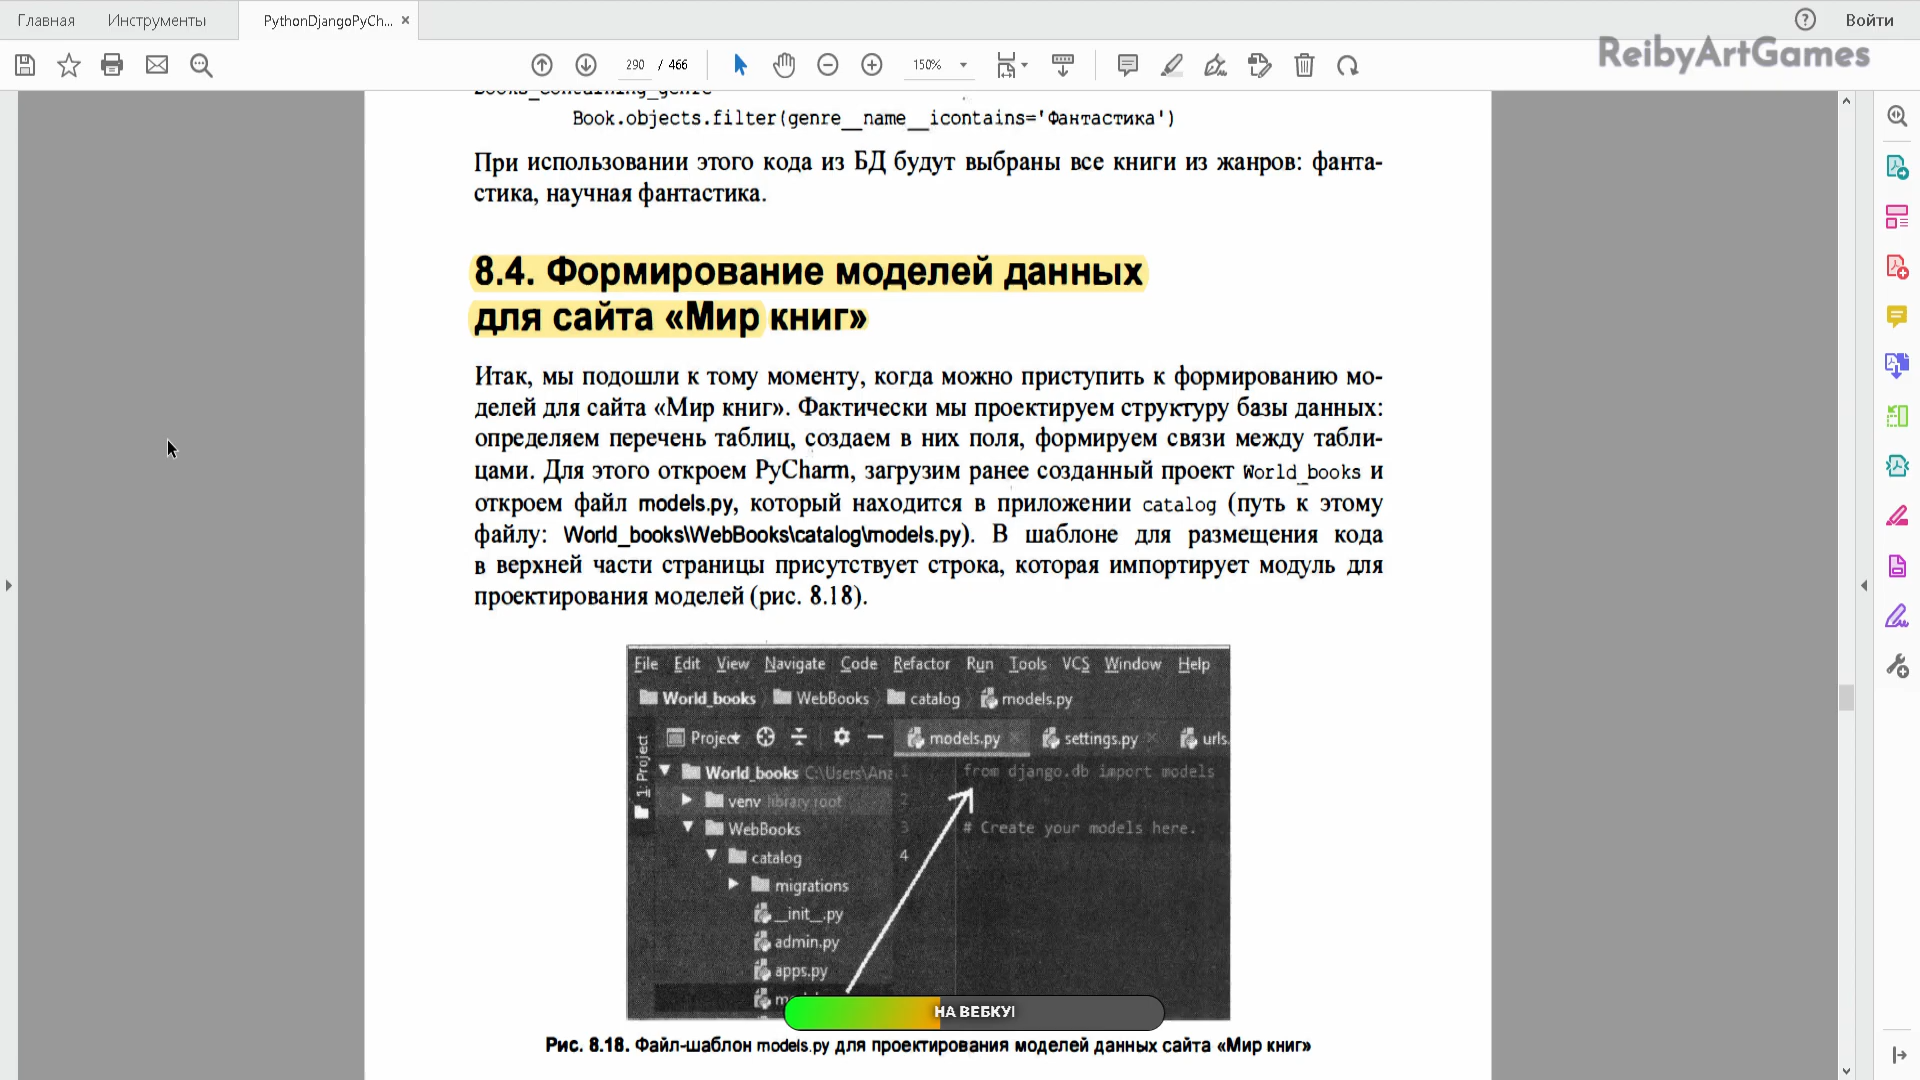 Главная
Инструменты
PythonDjangoPyCh...
Войти
ReibyArtGames
290 / 466
150%
Books_containing_genre
Book.objects.filter(genre__name__icontains='Фантастика')
При использовании этого кода из БД будут выбраны все книги из жанров: фанта-
стика, научная фантастика.
8.4. Формирование моделей данных
для сайта «Мир книг»
Итак, мы подошли к тому моменту, когда можно приступить к формированию мо-
делей для сайта «Мир книг». Фактически мы проектируем структуру базы данных:
определяем перечень таблиц, создаем в них поля, формируем связи между табли-
цами. Для этого откроем PyCharm, загрузим ранее созданный проект World_books и
откроем файл models.py, который находится в приложении catalog (путь к этому
файлу: World_books\WebBooks\catalog\models.py). В шаблоне для размещения кода
в верхней части страницы присутствует строка, которая импортирует модуль для
проектирования моделей (рис. 8.18).
File Edit View Navigate Code Refactor Run Tools VCS Window Help
World_books WebBooks catalog models.py
1: Project
Project
models.py
settings.py
urls.
World_books C:\Users\Ana
venv library root
WebBooks
catalog
migrations
__init__.py
admin.py
apps.py
1 from django.db import models
2
3 # Create your models here.
4
НА ВЕБКУ!
Рис. 8.18. Файл-шаблон models.py для проектирования моделей данных сайта «Мир книг»